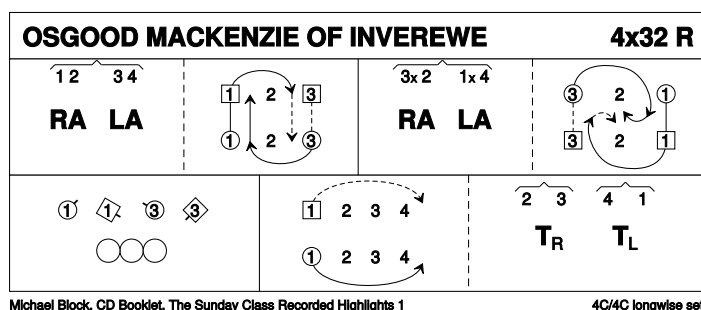 OSGOOD MACKENZIE OF INVEREWE 4x32 R
1 2 3 4 3x 2 1x 4
RA LA RA LA
1 2 3 3 2 1
1 2 3 3 2 1
1 1 3 3
1 2 3 4
1 2 3 4
2 3 4 1
TR TL
Michael Block, CD Booklet, The Sunday Class Recorded Highlights 1 4C/4C longwise set